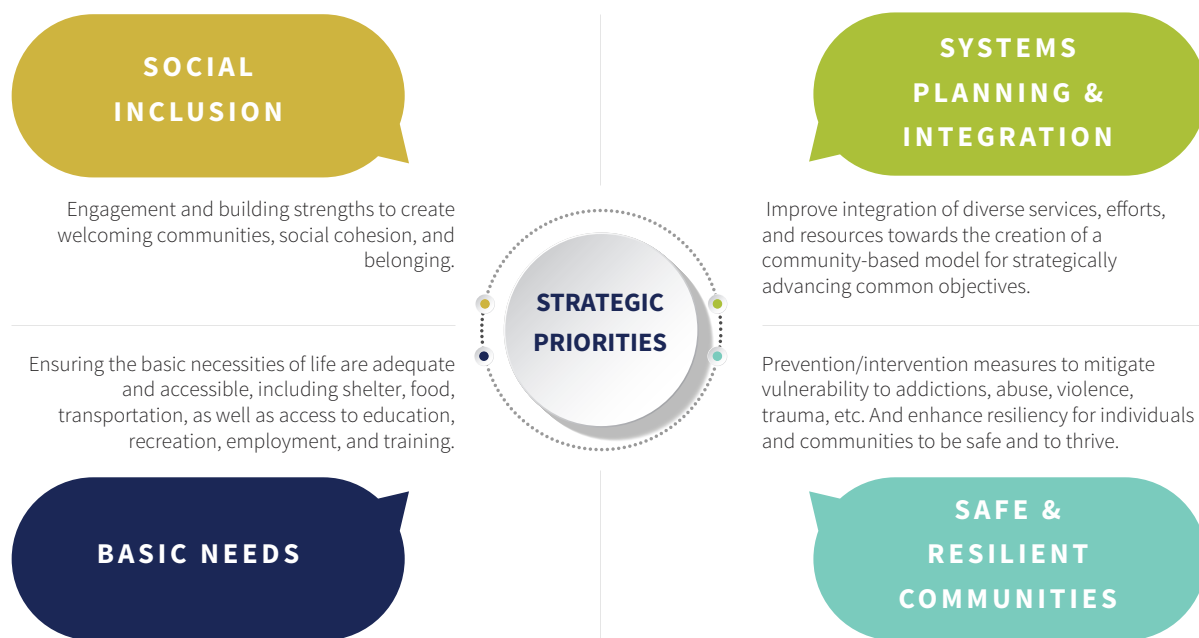 SOCIAL
INCLUSION
Engagement and building strengths to create
welcoming communities, social cohesion, and
belonging.
SYSTEMS
PLANNING &
INTEGRATION
Improve integration of diverse services, efforts,
and resources towards the creation of a
community-based model for strategically
advancing common objectives.
STRATEGIC
PRIORITIES
Ensuring the basic necessities of life are adequate
and accessible, including shelter, food,
transportation, as well as access to education,
recreation, employment, and training.
BASIC NEEDS
Prevention/intervention measures to mitigate
vulnerability to addictions, abuse, violence,
trauma, etc. And enhance resiliency for individuals
and communities to be safe and to thrive.
SAFE &
RESILIENT
COMMUNITIES